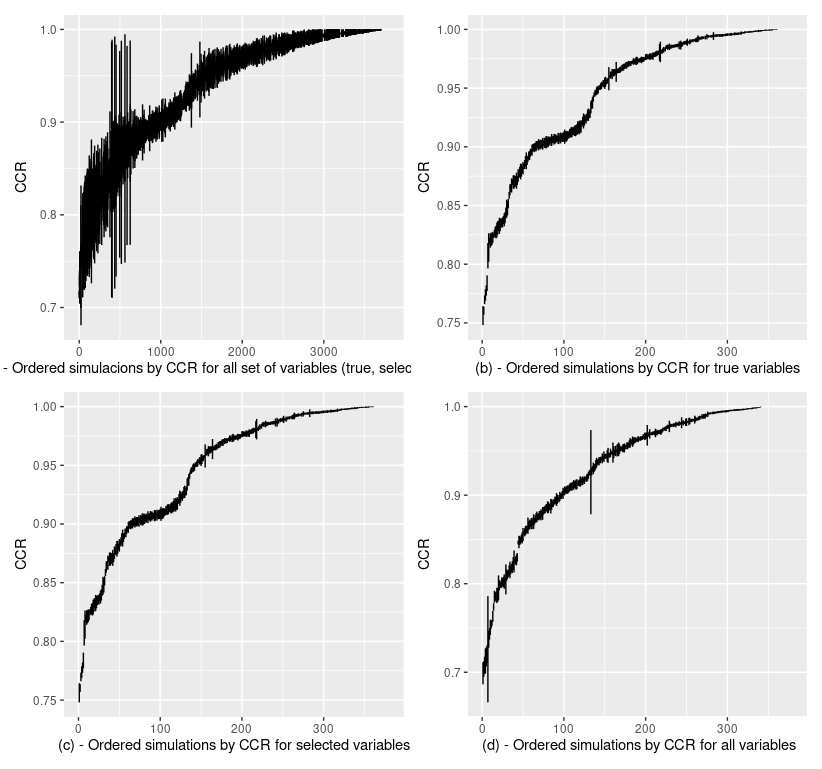 1.0
0.9
0.8
0.7
CCR
0 1000 2000 3000
- Ordered simulacions by CCR for all set of variables (true, selec
1.00
0.95
0.90
0.85
0.80
0.75
CCR
0 100 200 300
(b) - Ordered simulations by CCR for true variables
1.00
0.95
0.90
0.85
0.80
0.75
CCR
0 100 200 300
(c) - Ordered simulations by CCR for selected variables
1.0
0.9
0.8
0.7
CCR
0 100 200 300
(d) - Ordered simulations by CCR for all variables